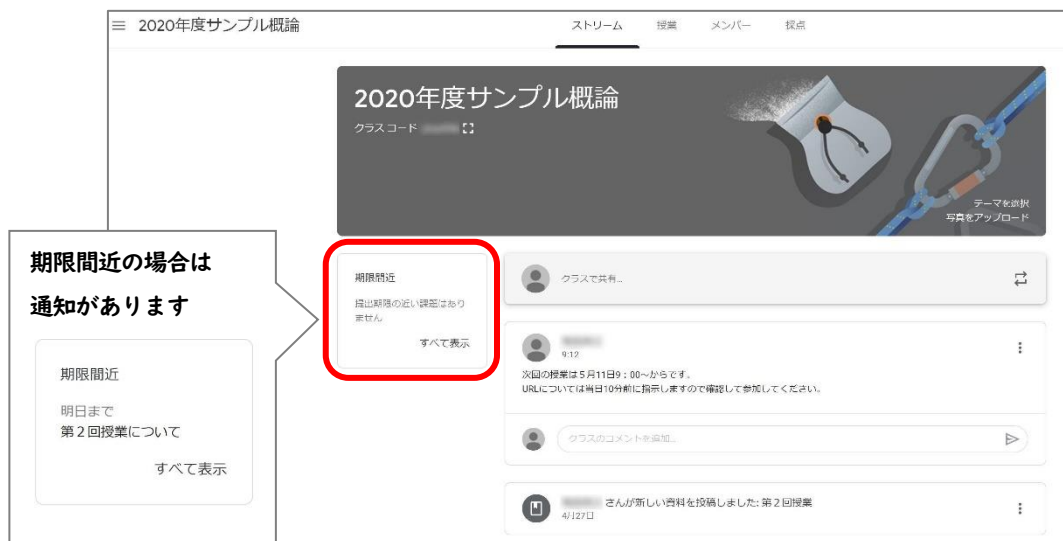 2020年度サンプル概論
ストリーム 授業 メンバー 採点
2020年度サンプル概論
クラス コード
テーマを選択
写真をアップロード
期限間近の場合は
通知があります
期限間近
明日まで
第２回授業について
すべて表示
期限間近
提出期限の近い課題はあり
ません
すべて表示
クラスで共有...
9:12
次回の授業は５月11日9：00～からです。
URLについては当日10分前に指示しますので確認して参加してください。
クラスのコメントを追加...
さんが新しい資料を投稿しました: 第２回授業
4月27日